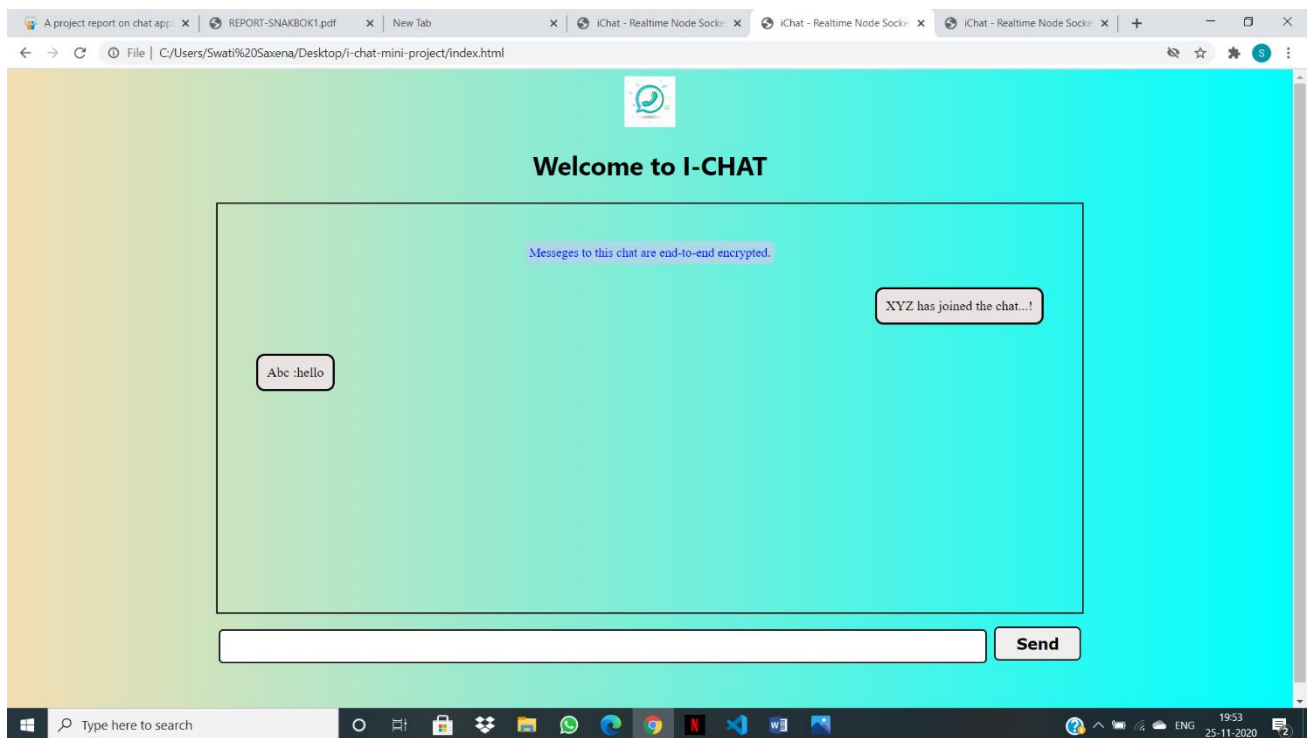 A project report on chat appl
REPORT-SNAKBOK1.pdf
New Tab
iChat - Realtime Node Socke
iChat - Realtime Node Socke
iChat - Realtime Node Socke
File | C:/Users/Swati%20Saxena/Desktop/i-chat-mini-project/index.html
S
Welcome to I-CHAT
Messeges to this chat are end-to-end encrypted.
XYZ has joined the chat...!
Abc :hello
Send
Type here to search
ENG
19:53
25-11-2020
2